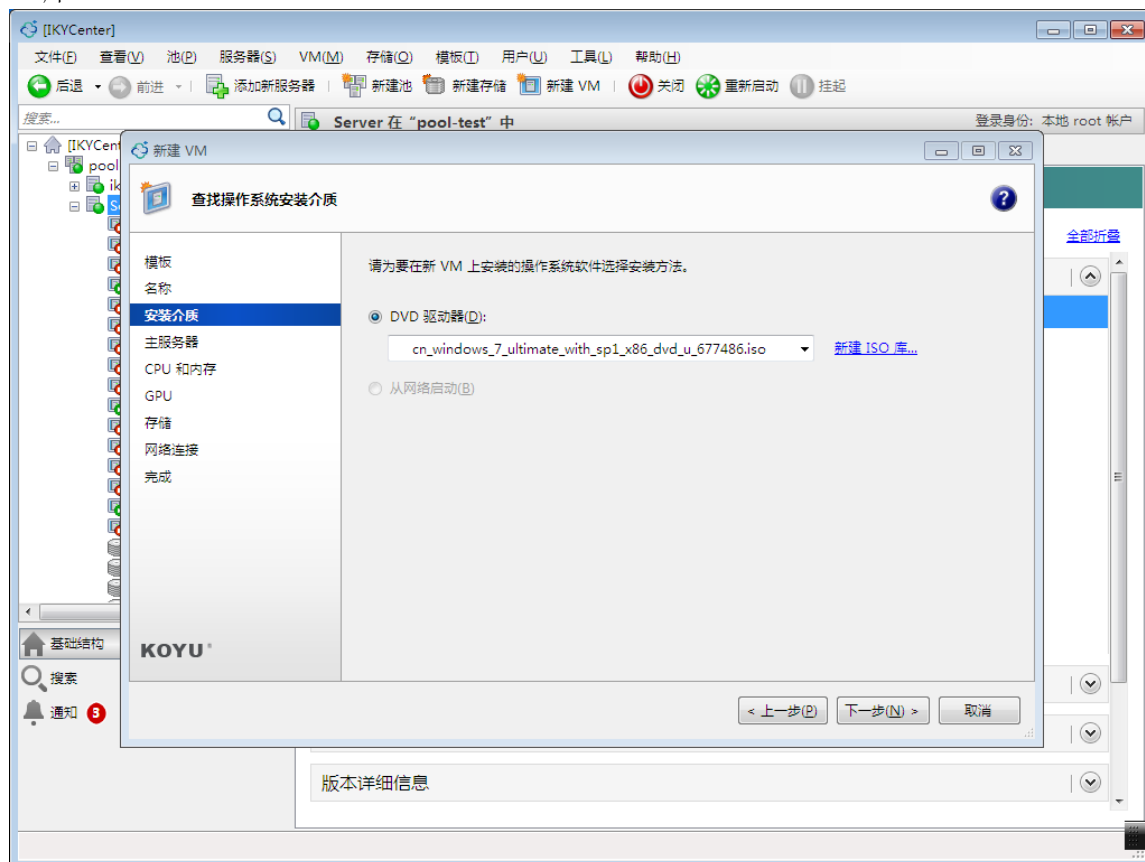 [IKYCenter]
文件(F) 查看(V) 池(P) 服务器(S) VM(M) 存储(O) 模板(T) 用户(U) 工具(L) 帮助(H)
后退 前进 添加新服务器 新建池 新建存储 新建 VM 关闭 重新启动 挂起
搜索...
Server 在“pool-test”中
登录身份: 本地 root 帐户
[IKYCent
pool
ik
全部折叠
新建 VM
查找操作系统安装介质
模板
名称
安装介质
主服务器
CPU 和内存
GPU
存储
网络连接
完成
KOYU
请为要在新 VM 上安装的操作系统软件选择安装方法。
DVD 驱动器(D):
cn_windows_7_ultimate_with_sp1_x86_dvd_u_677486.iso
新建 ISO 库...
从网络启动(B)
< 上一步(P) 下一步(N) > 取消
基础结构
搜索
通知 3
版本详细信息